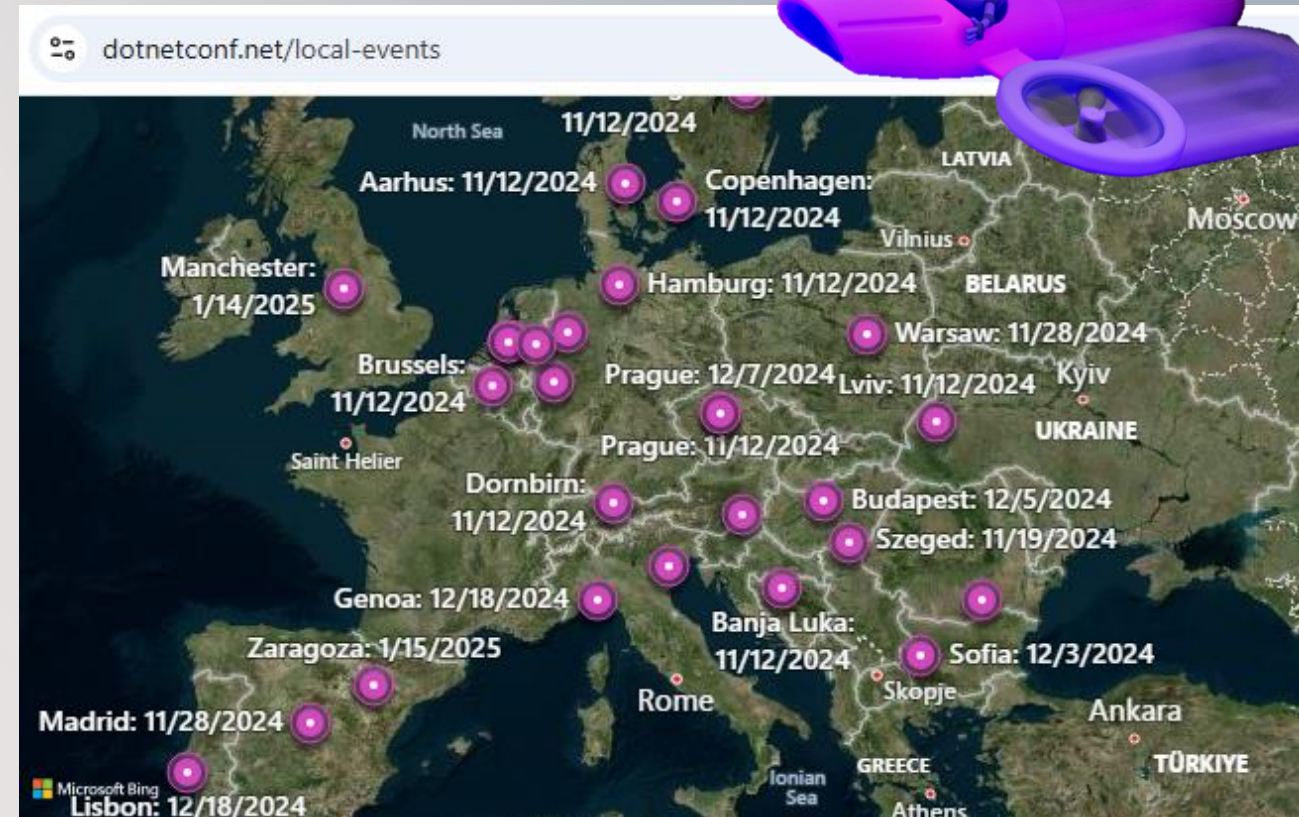 dotnetconf.net/local-events
North Sea
11/12/2024
LATVIA
Aarhus: 11/12/2024
Copenhagen:
11/12/2024
Moscow
Vilnius
Manchester:
1/14/2025
Hamburg: 11/12/2024
BELARUS
Warsaw: 11/28/2024
Brussels:
11/12/2024
Prague: 12/7/2024
Lviv: 11/12/2024
Kyiv
UKRAINE
Prague: 11/12/2024
Saint Helier
Dornbirn:
11/12/2024
Budapest: 12/5/2024
Szeged: 11/19/2024
Genoa: 12/18/2024
Banja Luka:
11/12/2024
Zaragoza: 1/15/2025
Sofia: 12/3/2024
Skopje
Rome
Ankara
Madrid: 11/28/2024
TÜRKIYE
GREECE
Ionian
Sea
Microsoft Bing
Lisbon: 12/18/2024
Athens